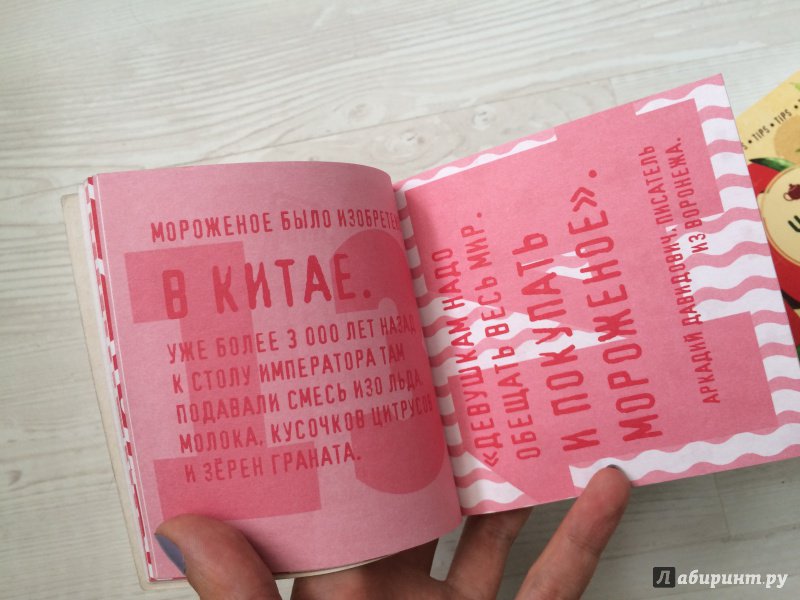 МОРОЖЕНОЕ БЫЛО ИЗОБРЕТЕН
В КИТАЕ.
УЖЕ БОЛЕЕ 3 000 ЛЕТ НАЗАД
К СТОЛУ ИМПЕРАТОРА ТАМ
ПОДАВАЛИ СМЕСЬ ИЗО ЛЬДА,
МОЛОКА, КУСОЧКОВ ЦИТРУСОВ
И ЗЁРЕН ГРАНАТА.
«ДЕВУШКАМ НАДО
ОБЕЩАТЬ ВЕСЬ МИР.
И ПОКУПАТЬ
МОРОЖЕНОЕ».
АРКАДИЙ ДАВИДОВИЧ, ПИСАТЕЛЬ
ИЗ ВОРОНЕЖА.
TIPS • TIPS
Лабиринт.ру